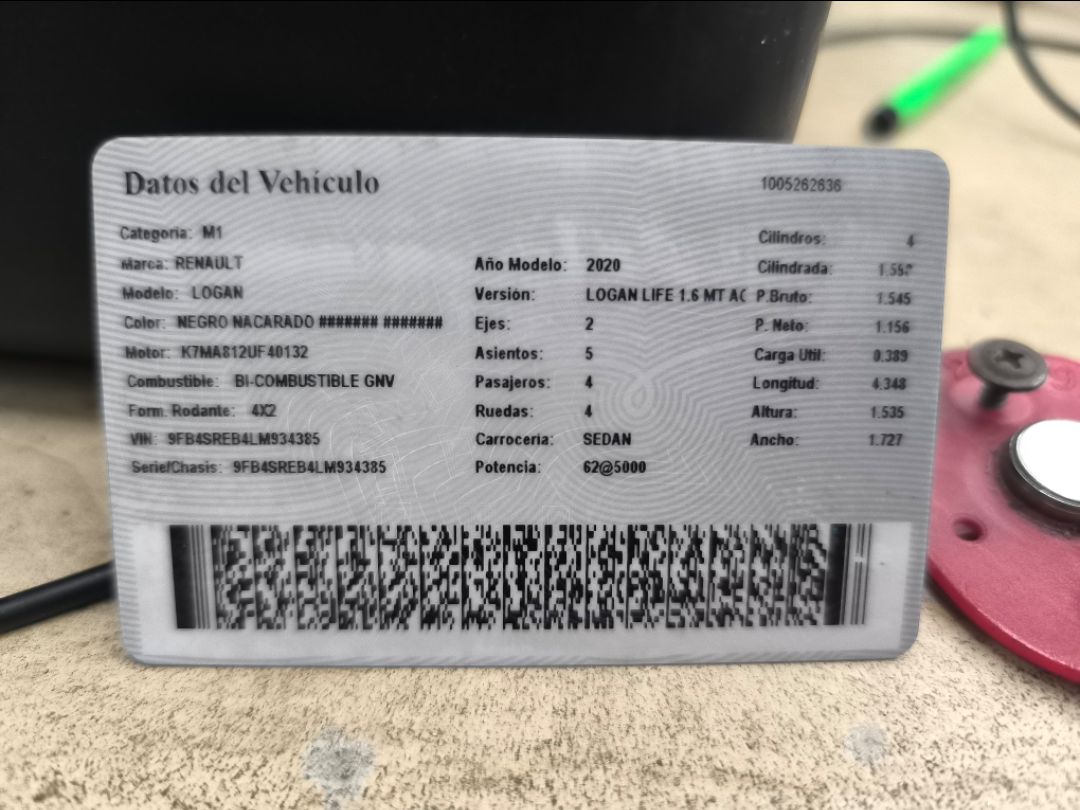 Datos del Vehículo
1005262636
Categoria: M1
Marca: RENAULT
Modelo: LOGAN
Color: NEGRO NACARADO ####### #######
Motor: K7MA812UF40132
Combustible: BI-COMBUSTIBLE GNV
Form. Rodante: 4X2
VIN: 9FB4SREB4LM934385
Serie/Chasis: 9FB4SREB4LM934385
Año Modelo: 2020
Versión: LOGAN LIFE 1.6 MT AC
Ejes: 2
Asientos: 5
Pasajeros: 4
Ruedas: 4
Carroceria: SEDAN
Potencia: 62@5000
Cilindros: 4
Cilindrada:
P.Bruto: 1.545
P. Neto: 1.156
Carga Util: 0.389
Longitud: 4.348
Altura: 1.535
Ancho: 1.727